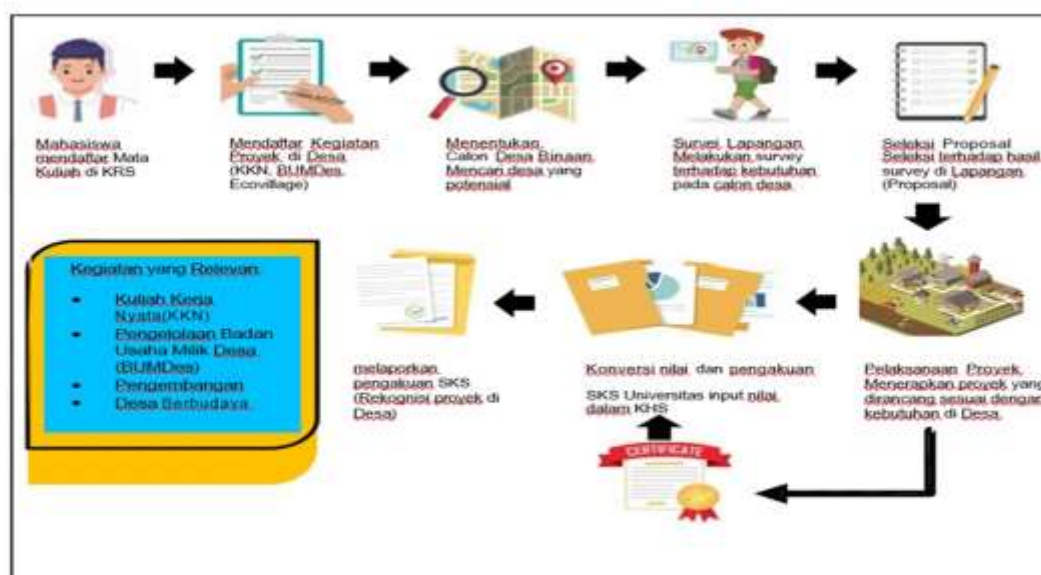 Mahasiswa
mendaftar Mata
Kuliah di KRS
Mendaftar Kegiatan
Proyek di Desa
(KKN, BUMDes,
Ecovillage)
Menentukan
Calon Desa Binaan
Mencari desa yang
potensial
Survei Lapangan
Melakukan survey
terhadap kebutuhan
pada calon desa
Seleksi Proposal
Seleksi terhadap hasil
survey di Lapangan
(Proposal)
Kegiatan yang Relevan
• Kuliah Kerja
Nyata(KKN)
• Pengelolaan Badan
Usaha Milik Desa
(BUMDes)
• Pengembangan
• Desa Berbudaya
melaporkan
pengakuan SKS
(Rekognisi proyek di
Desa)
Konversi nilai dan pengakuan
SKS Universitas input nilai
dalam KHS
Pelaksanaan Proyek
Menerapkan proyek yang
dirancang sesuai dengan
kebutuhan di Desa
CERTIFICATE